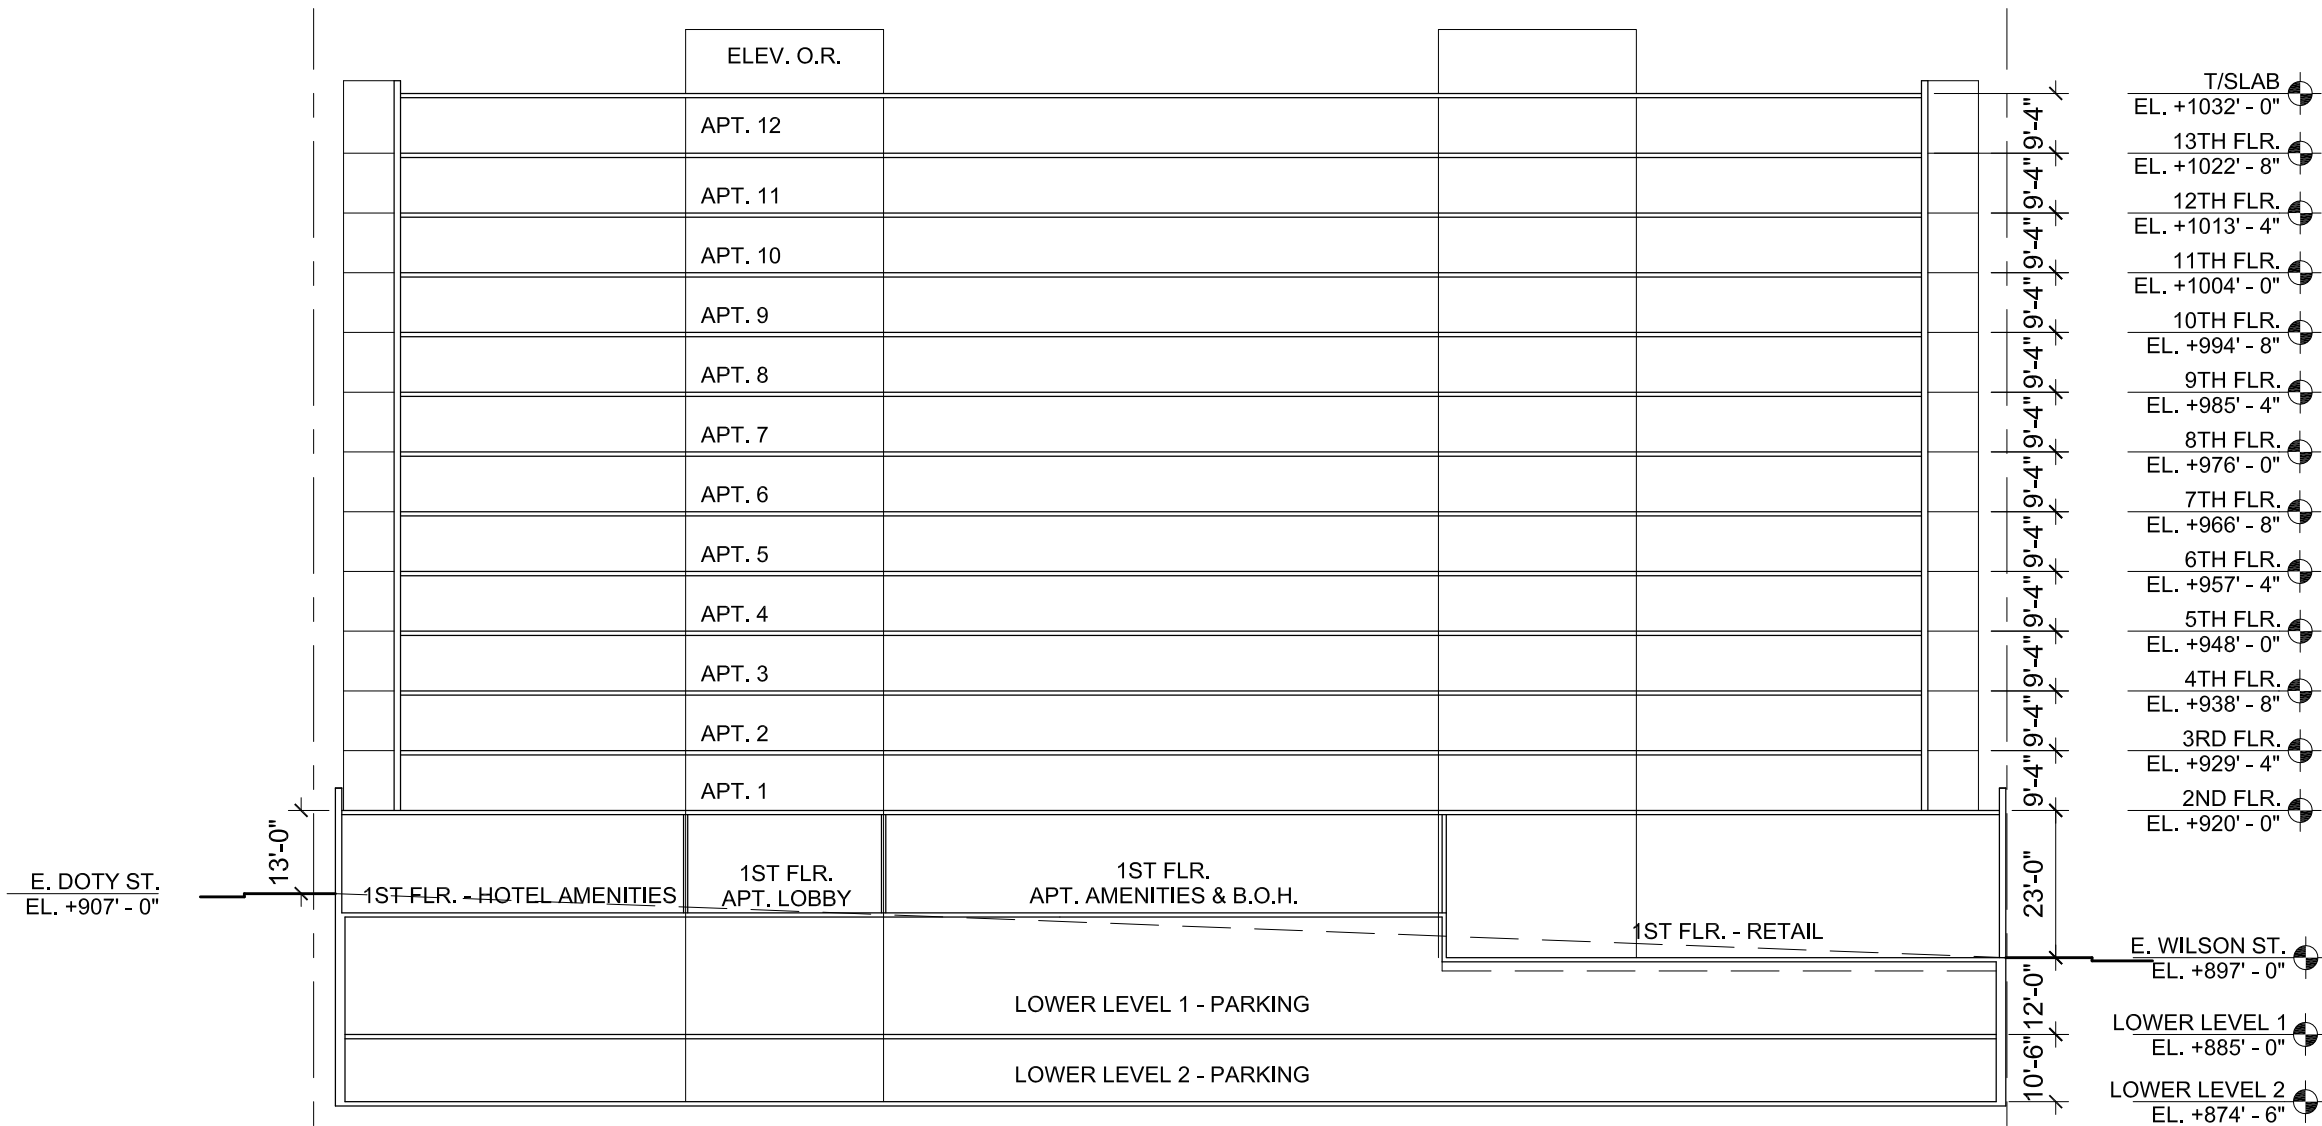 ELEV. O.R.
T/SLAB
EL. +1032' - 0"
9'-4"
APT. 12
13TH FLR.
EL. +1022' - 8"
9'-4"
APT. 11
12TH FLR.
EL. +1013' - 4"
9'-4"
APT. 10
11TH FLR.
EL. +1004' - 0"
9'-4"
APT. 9
10TH FLR.
EL. +994' - 8"
9'-4"
APT. 8
9TH FLR.
EL. +985' - 4"
9'-4"
APT. 7
8TH FLR.
EL. +976' - 0"
9'-4"
APT. 6
7TH FLR.
EL. +966' - 8"
9'-4"
APT. 5
6TH FLR.
EL. +957' - 4"
9'-4"
APT. 4
5TH FLR.
EL. +948' - 0"
9'-4"
APT. 3
4TH FLR.
EL. +938' - 8"
9'-4"
APT. 2
3RD FLR.
EL. +929' - 4"
9'-4"
APT. 1
2ND FLR.
EL. +920' - 0"
13'-0"
E. DOTY ST.
EL. +907' - 0"
1ST FLR. - HOTEL AMENITIES
1ST FLR.
APT. LOBBY
1ST FLR.
APT. AMENITIES & B.O.H.
23'-0"
1ST FLR. - RETAIL
E. WILSON ST.
EL. +897' - 0"
LOWER LEVEL 1 - PARKING
12'-0"
LOWER LEVEL 1
EL. +885' - 0"
LOWER LEVEL 2 - PARKING
10'-6"
LOWER LEVEL 2
EL. +874' - 6"